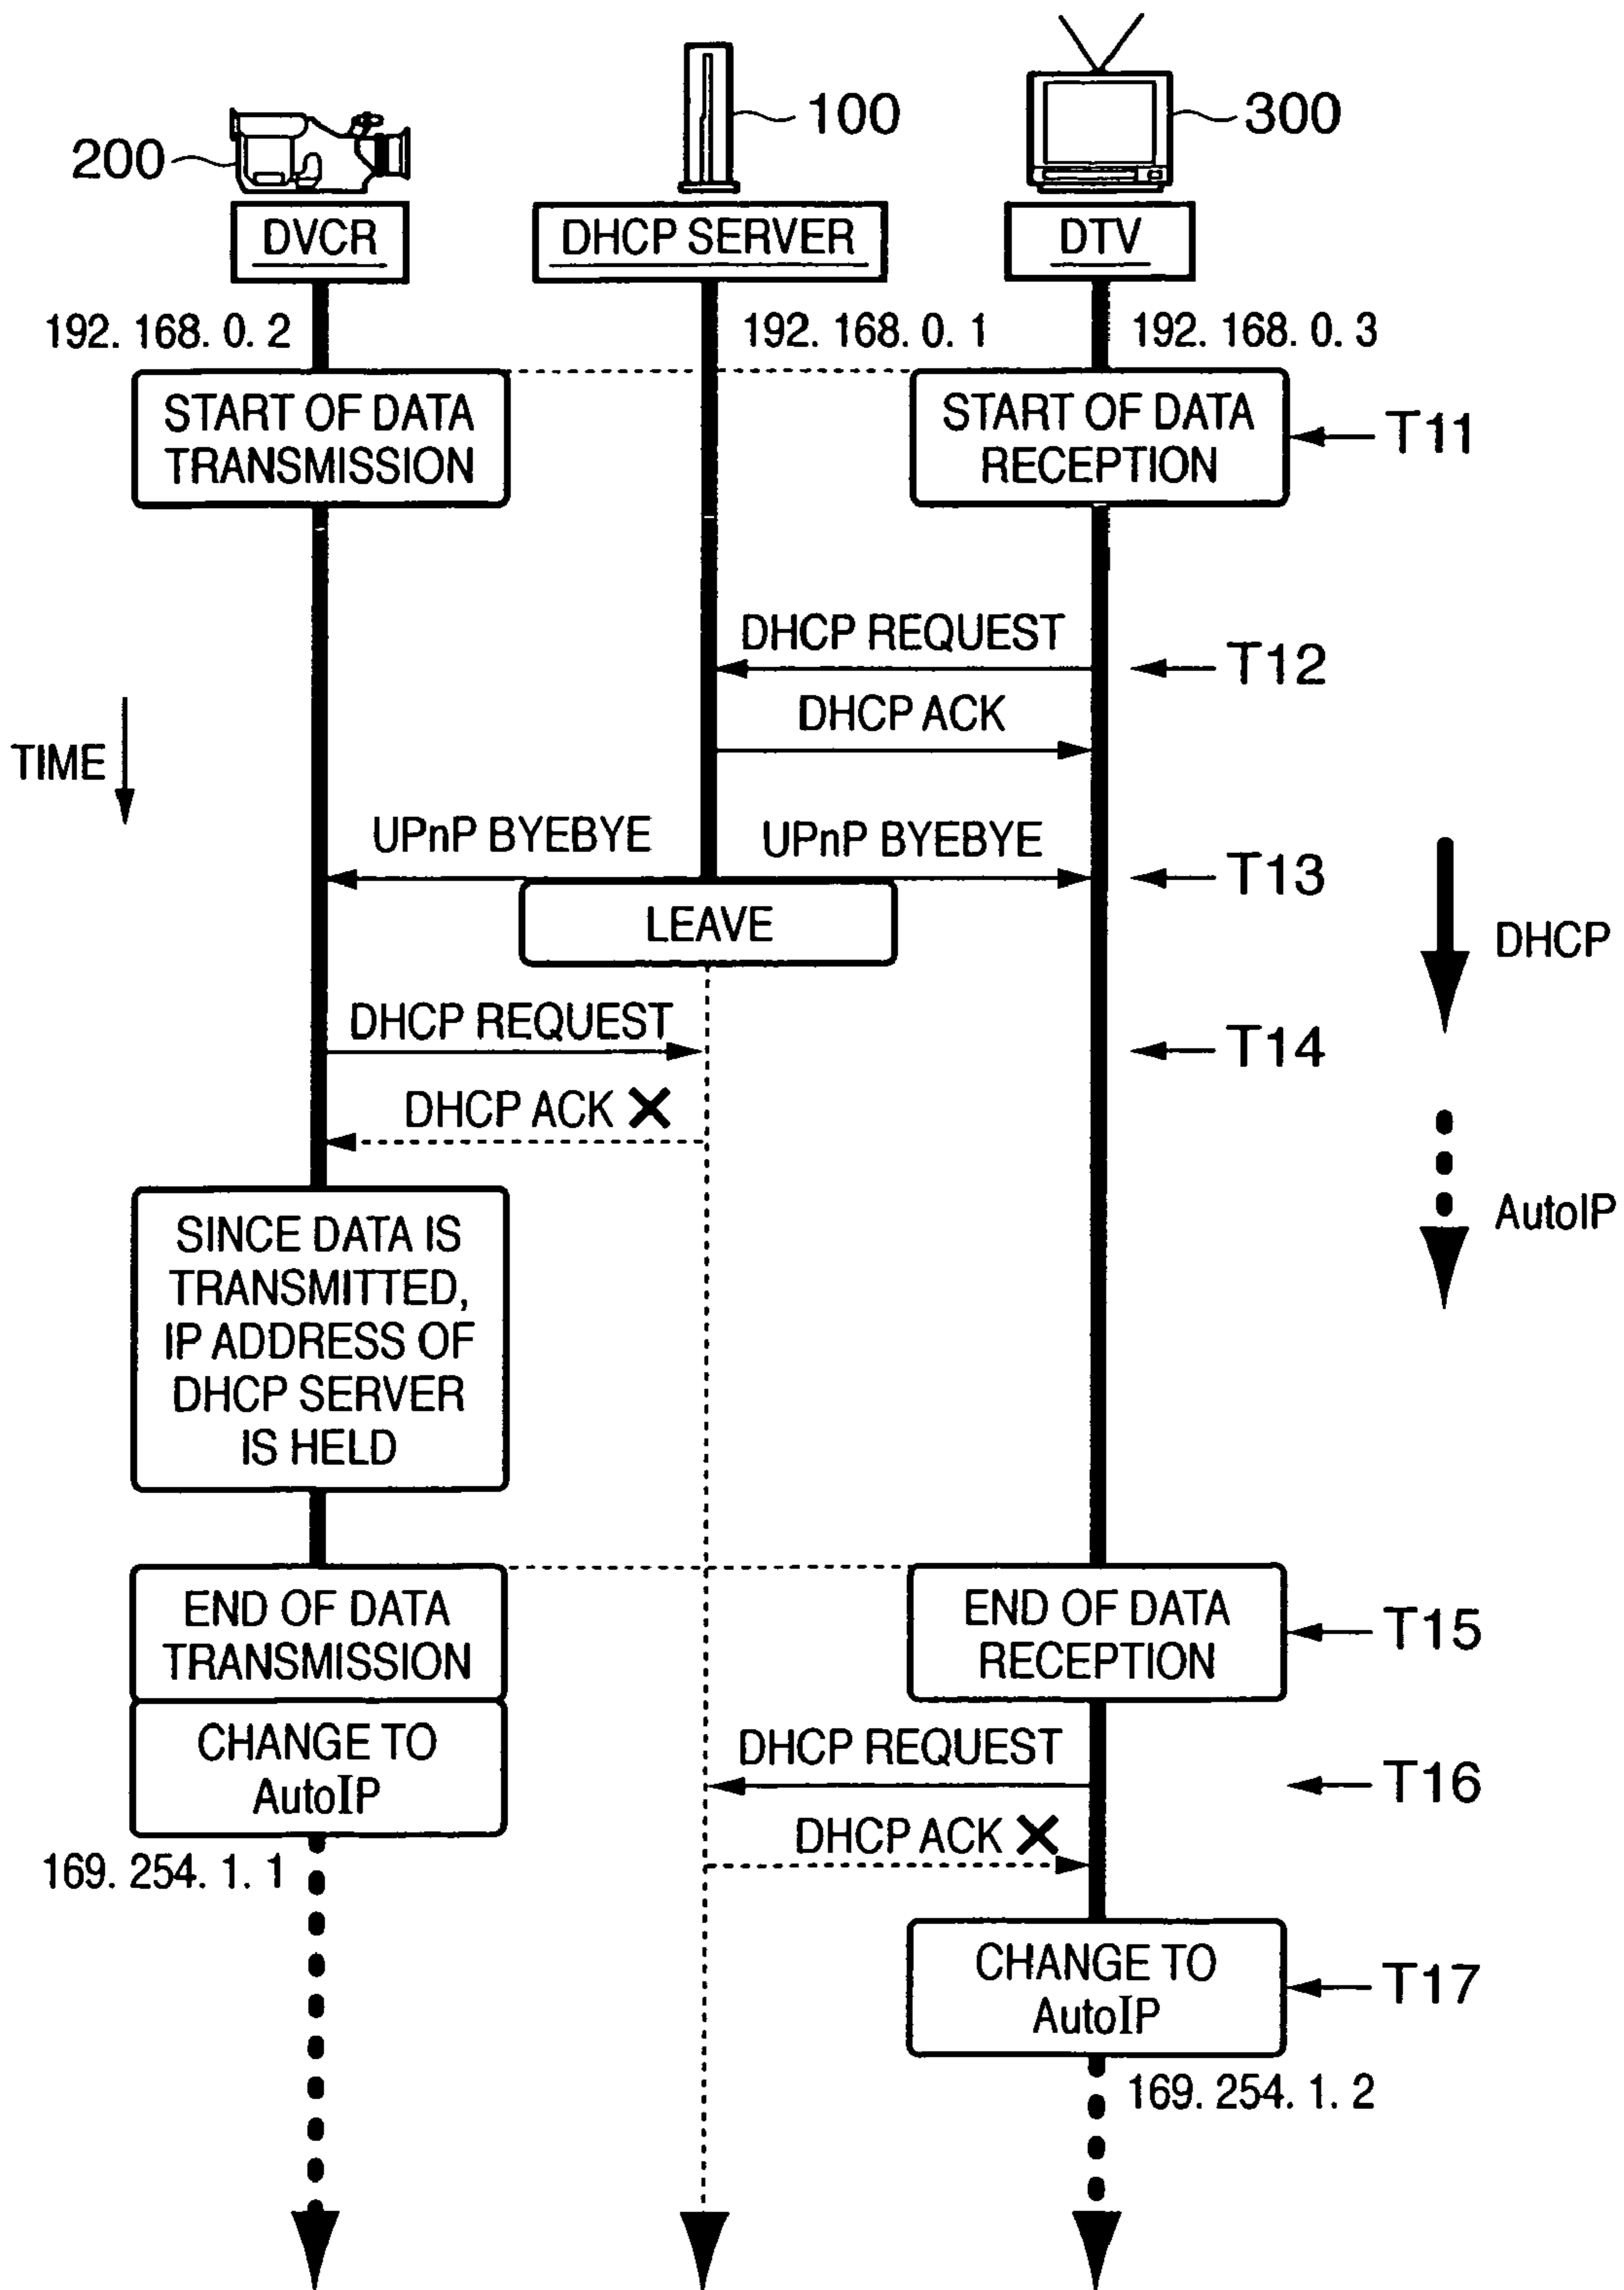 200
100
300
DVCR
DHCP SERVER
DTV
192. 168. 0. 2
192. 168. 0. 1
192. 168. 0. 3
START OF DATA
TRANSMISSION
START OF DATA
RECEPTION
T11
DHCP REQUEST
T12
DHCP ACK
TIME
UPnP BYEBYE
UPnP BYEBYE
T13
LEAVE
DHCP
DHCP REQUEST
T14
DHCP ACK ×
AutoIP
SINCE DATA IS
TRANSMITTED,
IP ADDRESS OF
DHCP SERVER
IS HELD
END OF DATA
TRANSMISSION
END OF DATA
RECEPTION
T15
CHANGE TO
AutoIP
DHCP REQUEST
T16
DHCP ACK ×
169. 254. 1. 1
CHANGE TO
AutoIP
T17
169. 254. 1. 2